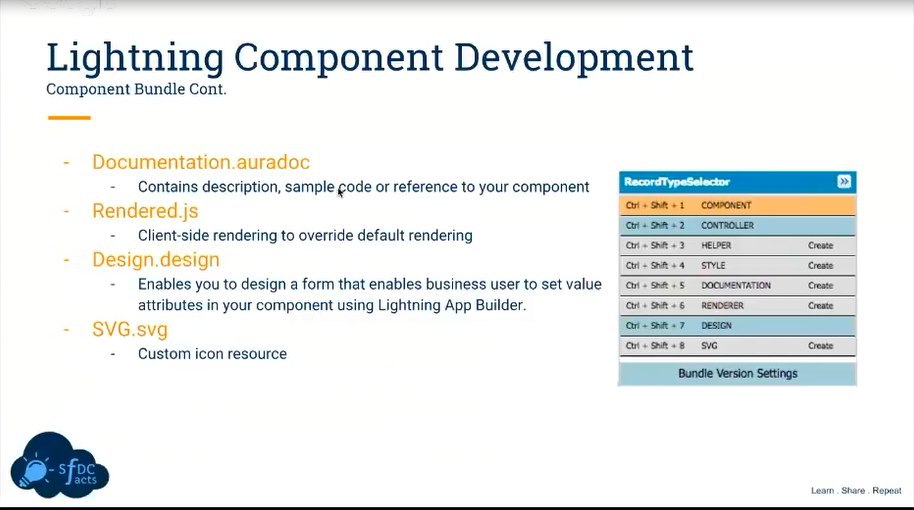 Lightning Component Development
Component Bundle Cont.
- Documentation.auradoc
- Contains description, sample code or reference to your component
- Rendered.js
- Client-side rendering to override default rendering
- Design.design
- Enables you to design a form that enables business user to set value
attributes in your component using Lightning App Builder.
- SVG.svg
- Custom icon resource
RecordTypeSelector
Ctrl + Shift + 1 COMPONENT
Ctrl + Shift + 2 CONTROLLER
Ctrl + Shift + 3 HELPER Create
Ctrl + Shift + 4 STYLE Create
Ctrl + Shift + 5 DOCUMENTATION Create
Ctrl + Shift + 6 RENDERER Create
Ctrl + Shift + 7 DESIGN
Ctrl + Shift + 8 SVG Create
Bundle Version Settings
SfDC
acts
Learn . Share . Repeat